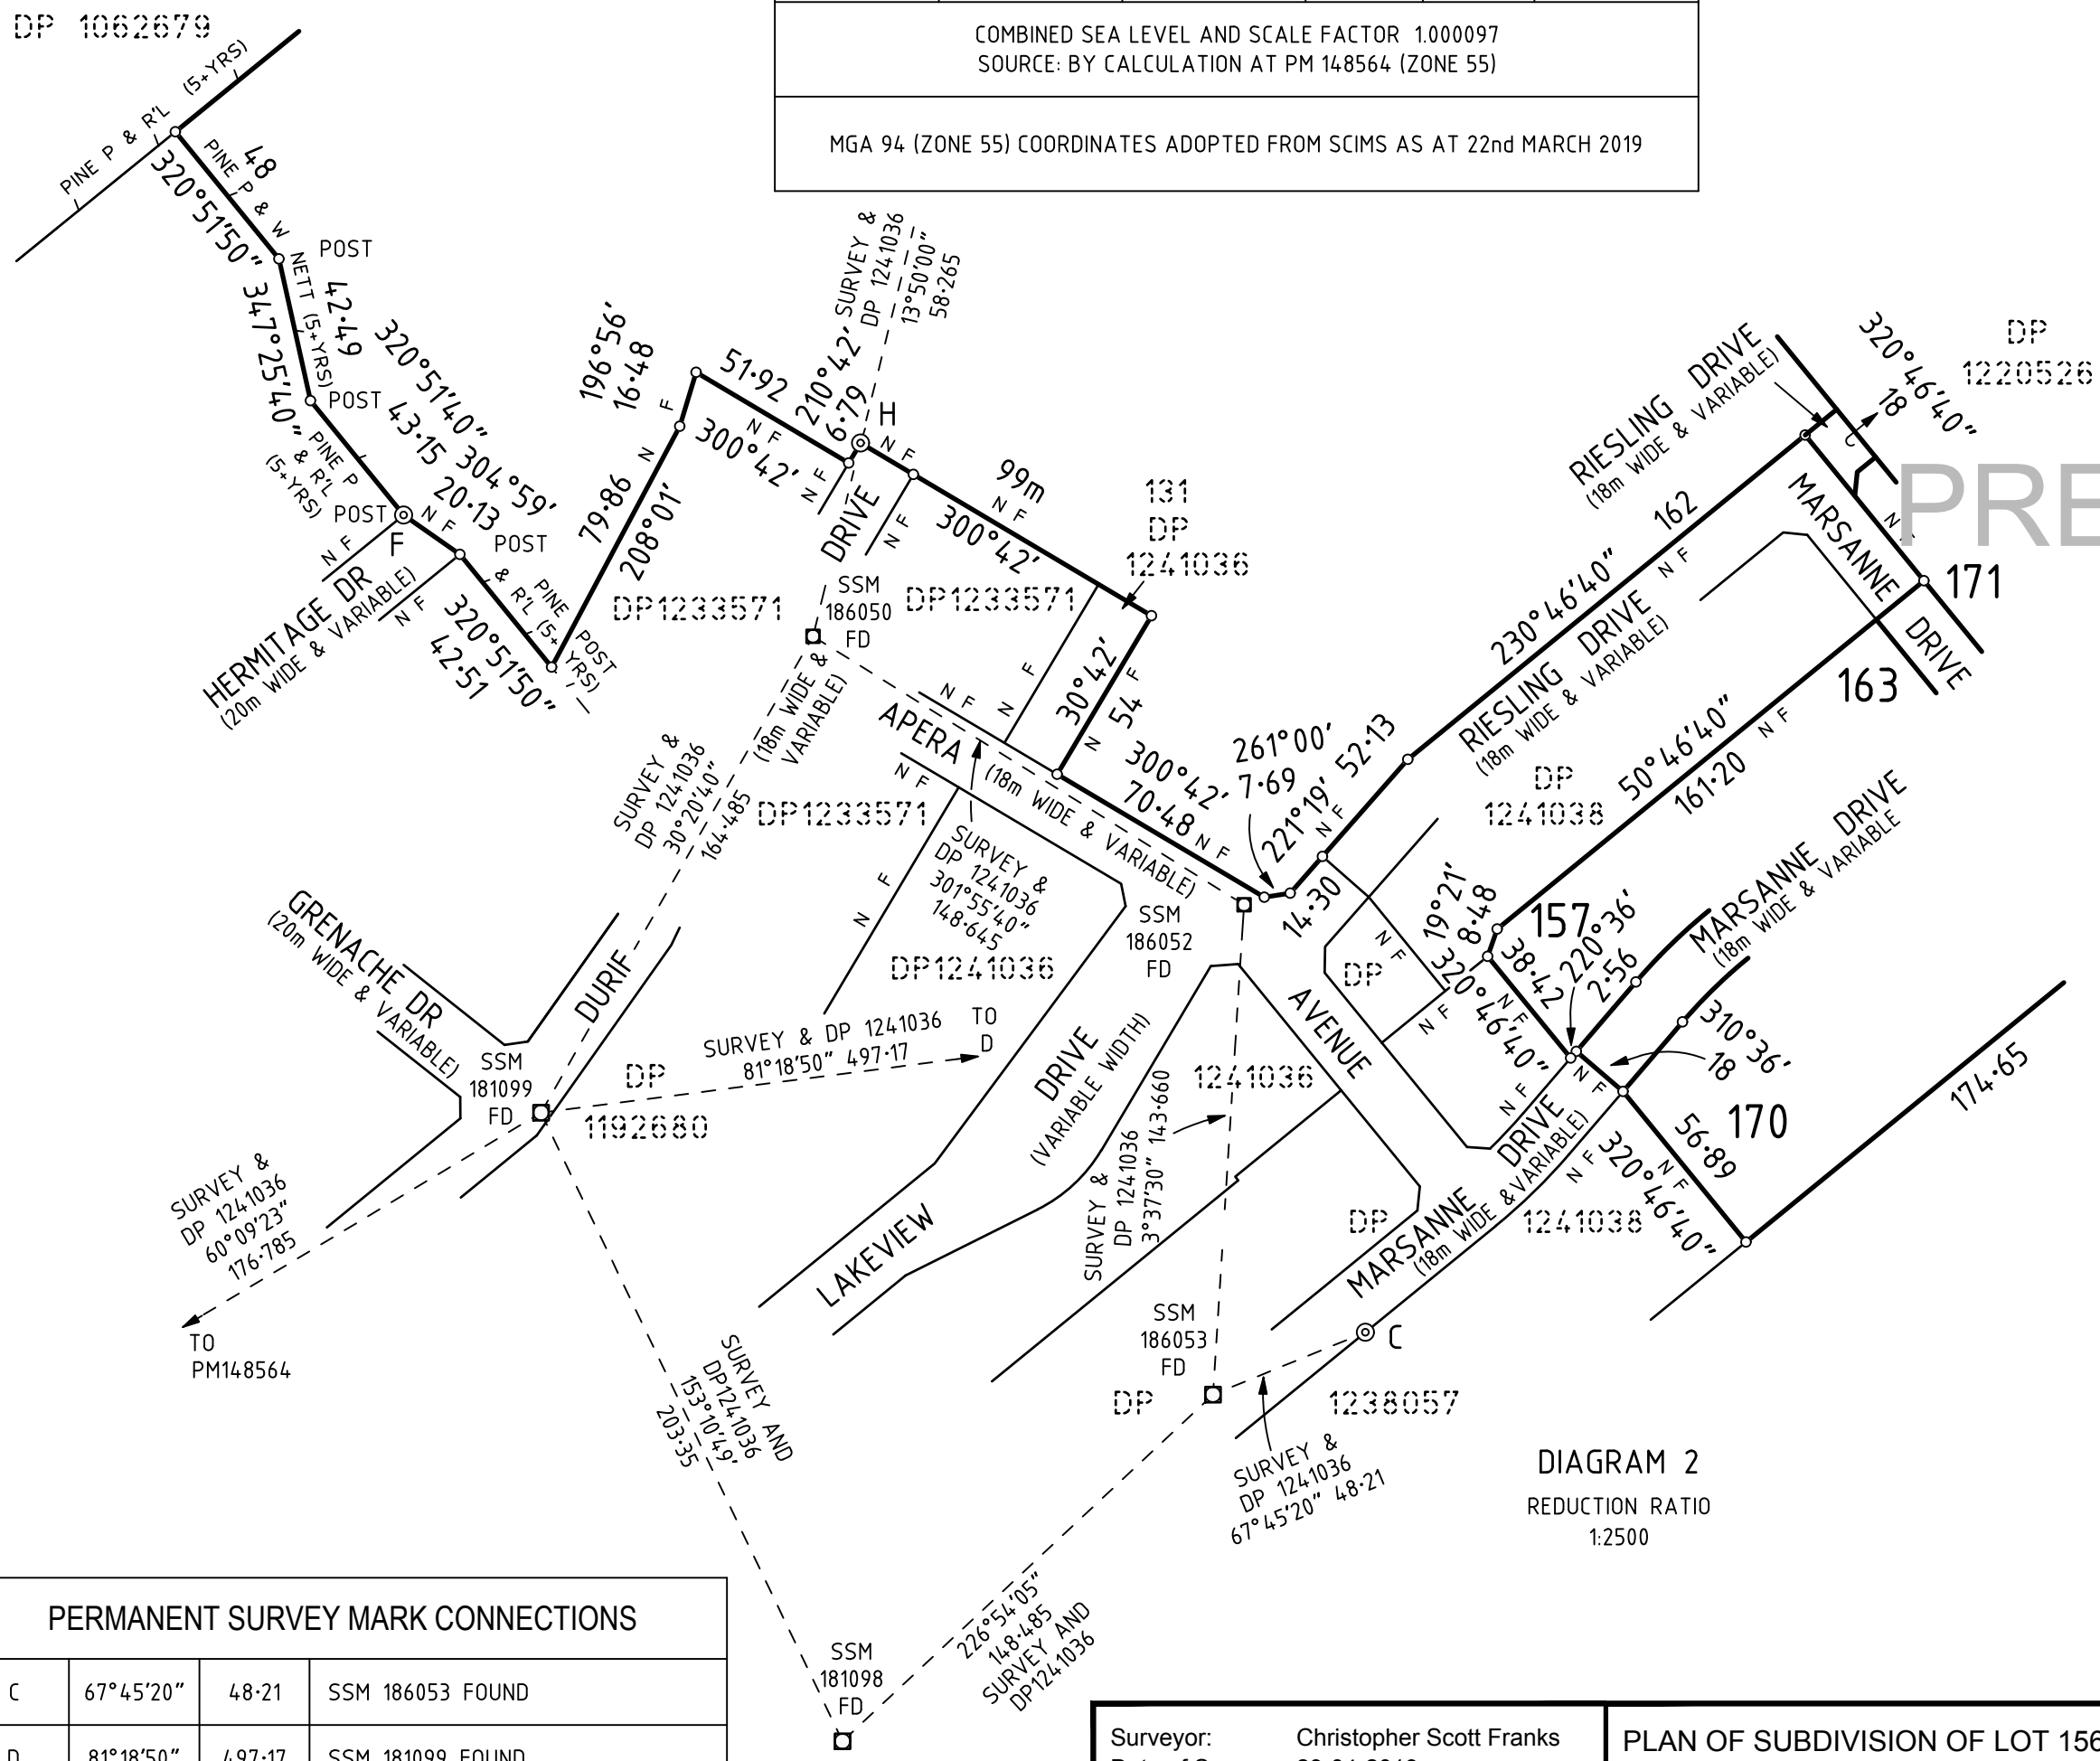 DP 1062679
COMBINED SEA LEVEL AND SCALE FACTOR 1.000097
SOURCE: BY CALCULATION AT PM 148564 (ZONE 55)
MGA 94 (ZONE 55) COORDINATES ADOPTED FROM SCIMS AS AT 22nd MARCH 2019
PINE P & R'L (5+YRS)
48
PINE P & W NETT (5+YRS)
320°51'50"
POST
42·49
347°25'40"
POST
320°51'40"
43·15
PINE P & R'L
(5+YRS)
POST
F
304°59'
20·13
N F
N F
POST
HERMITAGE DR
(20m WIDE & VARIABLE)
N F
PINE POST
& R'L (5+ YRS)
320°51'50"
42·51
196°56'
16·48
N F
79·86
208°01'
51·92
N F
300°42'
210°42'
6·79
SURVEY &
DP 1241036
13°50'00"
58·265
H
N F
N F
DRIVE
N F
99m
N F
300°42'
131
DP
1241036
SSM
186050
FD
DP1233571
DP1233571
N F
30°42'
54
N F
(18m WIDE & VARIABLE)
SURVEY &
DP 1241036
30°20'40"
164·485
N F
APERA
(18m WIDE & VARIABLE)
N F
DP1233571
300°42'
70·48
N F
261°00'
7·69
221°19'
52·13
N F
14·30
SURVEY &
DP 1241036
301°55'40"
148·645
N F
SSM
186052
FD
DP1241036
RIESLING DRIVE
(18m WIDE & VARIABLE)
320°46'40"
18
DP
1220526
PRE
162
230°46'40"
N F
MARSANNE DRIVE
N
171
163
RIESLING DRIVE
(18m WIDE & VARIABLE)
DP
1241038
50°46'40"
161·20
N F
MARSANNE DRIVE
(18m WIDE & VARIABLE
19°21'
8·48
157
38·42
N F
320°46'40"
220°36'
2·56
310°36'
18
N F
N F
N F
DP
AVENUE
GRENACHE DR
(20m WIDE & VARIABLE)
DURIF
SSM
181099
FD
SURVEY & DP 1241036
81°18'50" 497·17
TO
D
DP
1192680
DRIVE
(VARIABLE WIDTH)
LAKEVIEW
1241036
SURVEY &
DP 1241036
3°37'30" 143·660
N F
MARSANNE DRIVE
(18m WIDE &VARIABLE)
N F
DP
1241038
56·89
N F
320°46'40"
170
174·65
SURVEY &
DP 1241036
60°09'23"
176·785
TO
PM148564
SSM
186053
FD
C
DP
1238057
SURVEY &
DP 1241036
67°45'20" 48·21
SURVEY AND
DP1241036
153°10'49'
203·35
DIAGRAM 2
REDUCTION RATIO
1:2500
226°54'05"
148·485
SURVEY AND
DP1241036
SSM
181098
FD
PERMANENT SURVEY MARK CONNECTIONS
C 67°45'20" 48·21 SSM 186053 FOUND
D 81°18'50" 497·17 SSM 181099 FOUND
Surveyor: Christopher Scott Franks
PLAN OF SUBDIVISION OF LOT 156